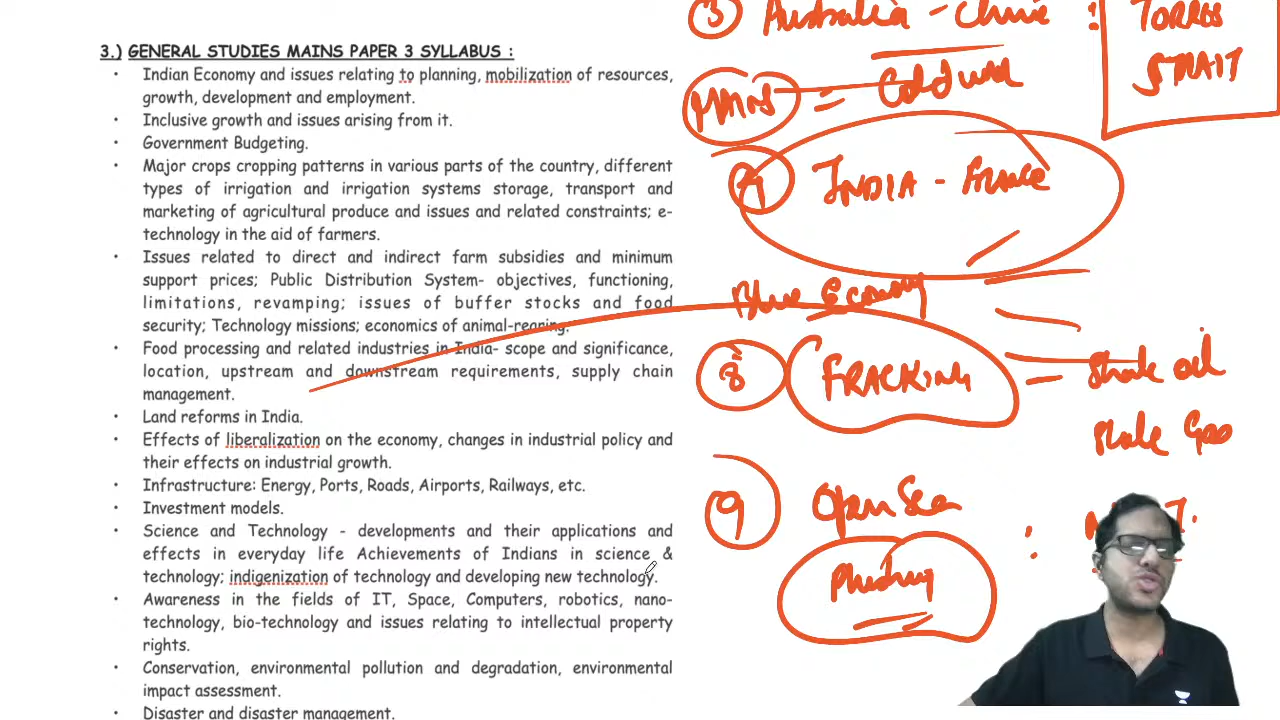 3.) GENERAL STUDIES MAINS PAPER 3 SYLLABUS :
• Indian Economy and issues relating to planning, mobilization of resources,
growth, development and employment.
• Inclusive growth and issues arising from it.
• Government Budgeting.
• Major crops cropping patterns in various parts of the country, different
types of irrigation and irrigation systems storage, transport and
marketing of agricultural produce and issues and related constraints; e-
technology in the aid of farmers.
• Issues related to direct and indirect farm subsidies and minimum
support prices; Public Distribution System- objectives, functioning,
limitations, revamping; issues of buffer stocks and food
security; Technology missions; economics of animal-rearing.
• Food processing and related industries in India- scope and significance,
location, upstream and downstream requirements, supply chain
management.
• Land reforms in India.
• Effects of liberalization on the economy, changes in industrial policy and
their effects on industrial growth.
• Infrastructure: Energy, Ports, Roads, Airports, Railways, etc.
• Investment models.
• Science and Technology - developments and their applications and
effects in everyday life Achievements of Indians in science &
technology; indigenization of technology and developing new technology.
• Awareness in the fields of IT, Space, Computers, robotics, nano-
technology, bio-technology and issues relating to intellectual property
rights.
• Conservation, environmental pollution and degradation, environmental
impact assessment.
• Disaster and disaster management.
3 Australia - China :
TORRES
STRAIT
MAINS = Cold war
INDIA - France
Blue Economy
8 FRACKING - Shale oil
Shale Gas
9 Open Sea :
Phishing